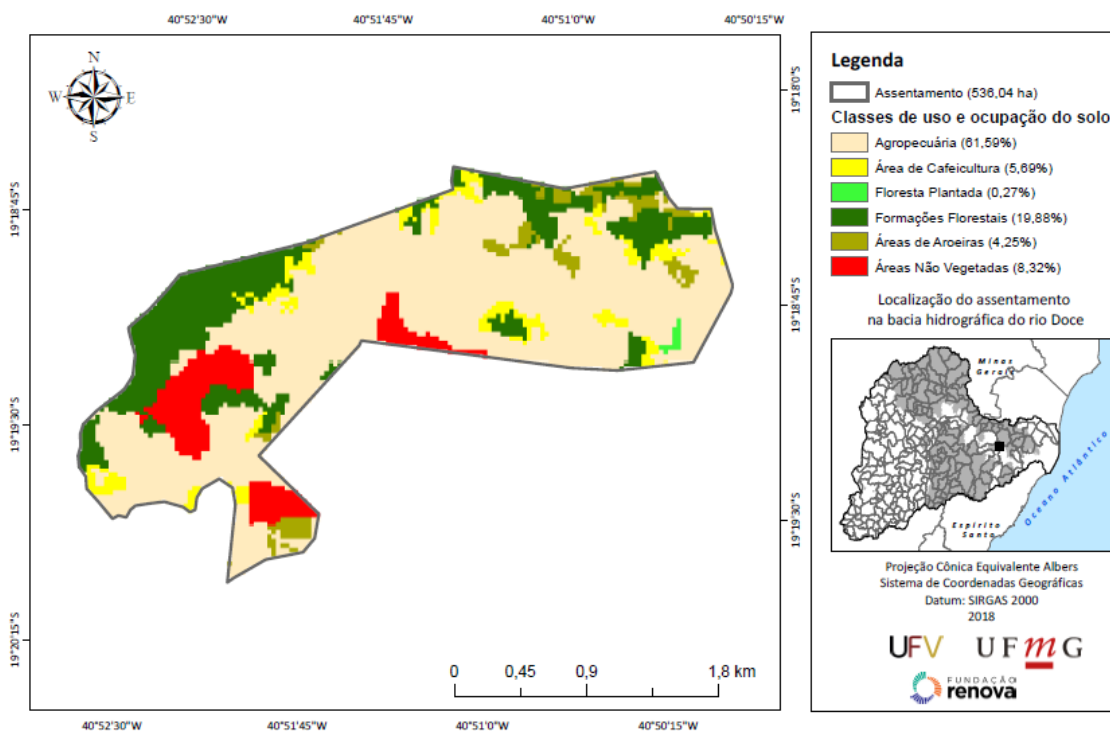 40°52'30"W 40°51'45"W 40°51'0"W 40°50'15"W
N
W E
S
19°18'45"S
19°19'30"S
19°20'15"S
19°18'0"S
19°18'45"S
19°19'30"S
0 0,45 0,9 1,8 km
40°52'30"W 40°51'45"W 40°51'0"W 40°50'15"W
Legenda
Assentamento (536,04 ha)
Classes de uso e ocupação do solo
Agropecuária (61,59%)
Área de Cafeicultura (5,69%)
Floresta Plantada (0,27%)
Formações Florestais (19,88%)
Áreas de Aroeiras (4,25%)
Áreas Não Vegetadas (8,32%)
Localização do assentamento
na bacia hidrográfica do rio Doce
Minas
Gerais
Oceano Atlântico
Espírito
Santo
Projeção Cônica Equivalente Albers
Sistema de Coordenadas Geográficas
Datum: SIRGAS 2000
2018
UFV UFmG
FUNDAÇÃO
renova